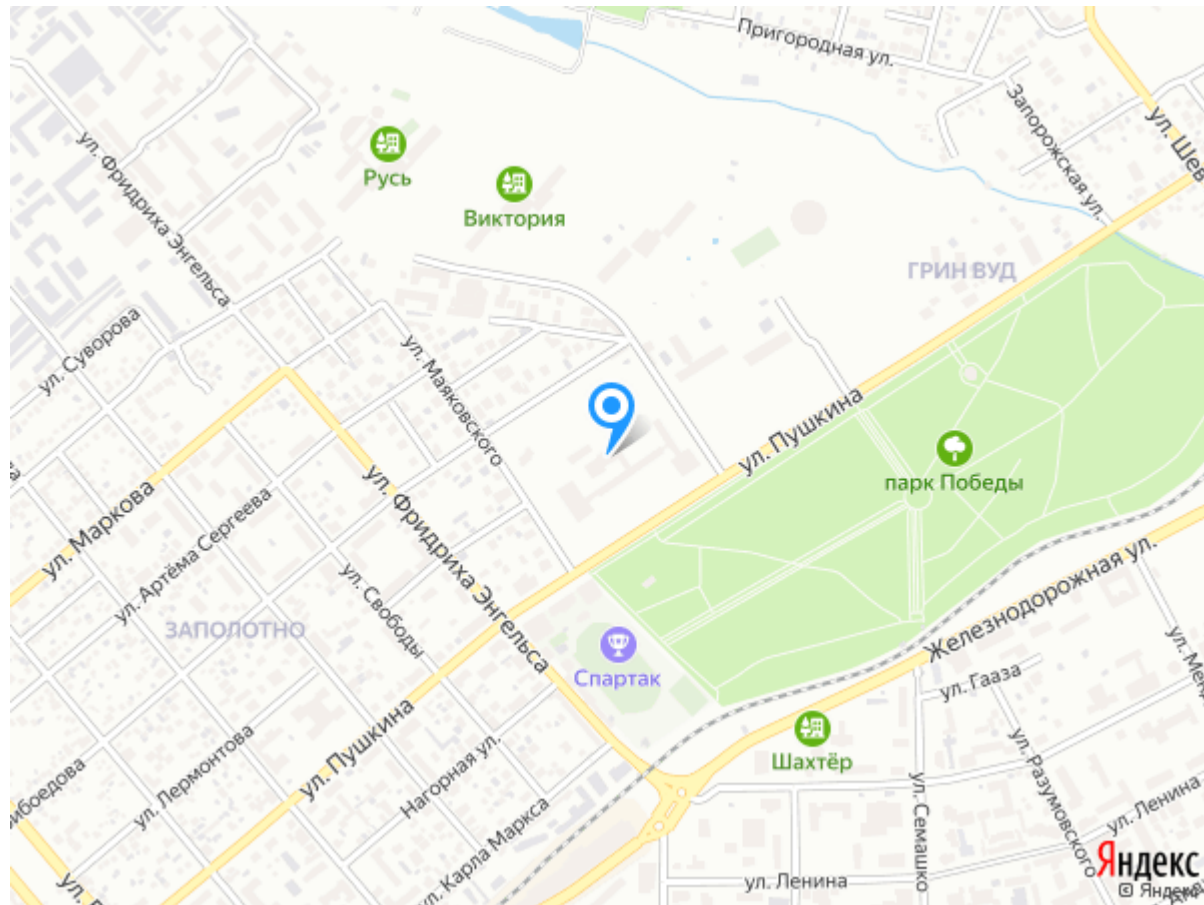 Пригородная ул.
ул. Фридриха Энгельса
Русь
Виктория
Запорожская ул.
ул. Шев
ГРИН ВУД
ул. Суворова
ул. Маяковского
ул. Пушкина
парк Победы
ул. Маркова
ул. Артёма Сергеева
ул. Фридриха Энгельса
ул. Свободы
ЗАПОЛОТНО
Спартак
Железнодорожная ул.
ул. Гааза
ул. Мен
Шахтёр
ул. Пушкина
Нагорная ул.
ул. Лермонтова
ибоедова
ул. Карла Маркса
ул. Семашко
ул. Разумовского
ул. Ленина
ул. Ленина
Яндекс
© Яндекс